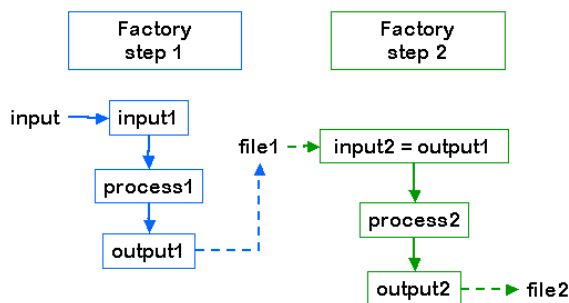 Factory
step 1
Factory
step 2
input
input1
process1
output1
file1
input2 = output1
process2
output2
file2